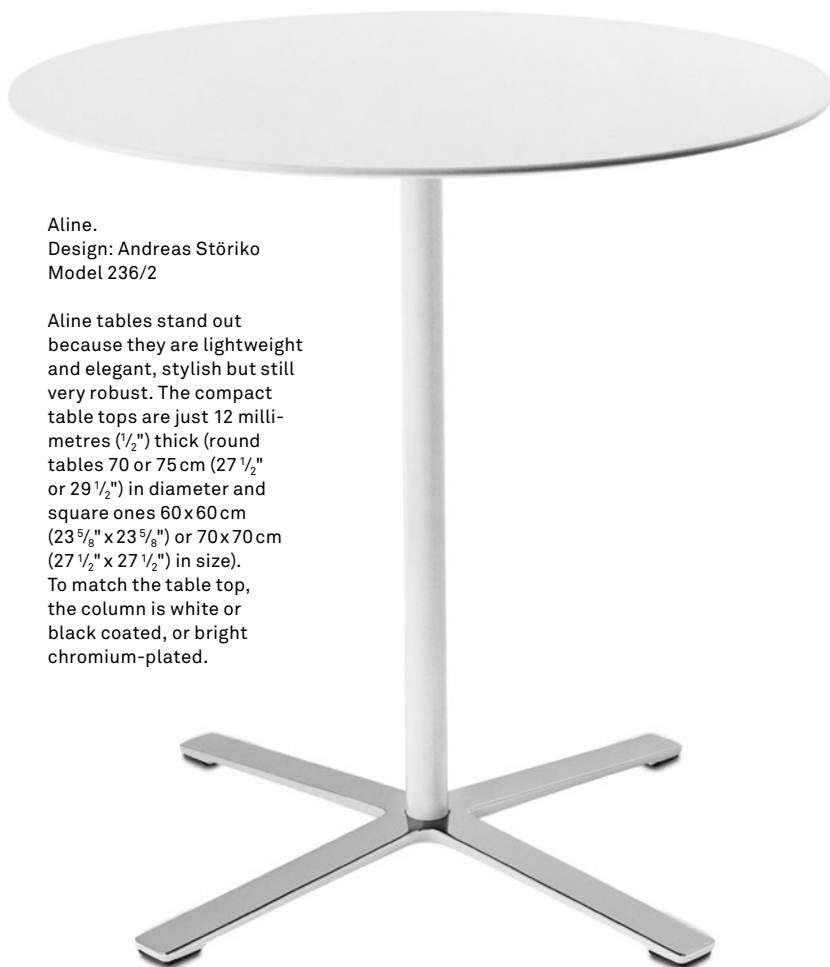 Aline.
Design: Andreas Störiko
Model 236/2

Aline tables stand out
because they are lightweight
and elegant, stylish but still
very robust. The compact
table tops are just 12 milli-
metres (1/2") thick (round
tables 70 or 75 cm (27 1/2"
or 29 1/2") in diameter and
square ones 60 x 60 cm
(23 5/8" x 23 5/8") or 70 x 70 cm
(27 1/2" x 27 1/2") in size).
To match the table top,
the column is white or
black coated, or bright
chromium-plated.